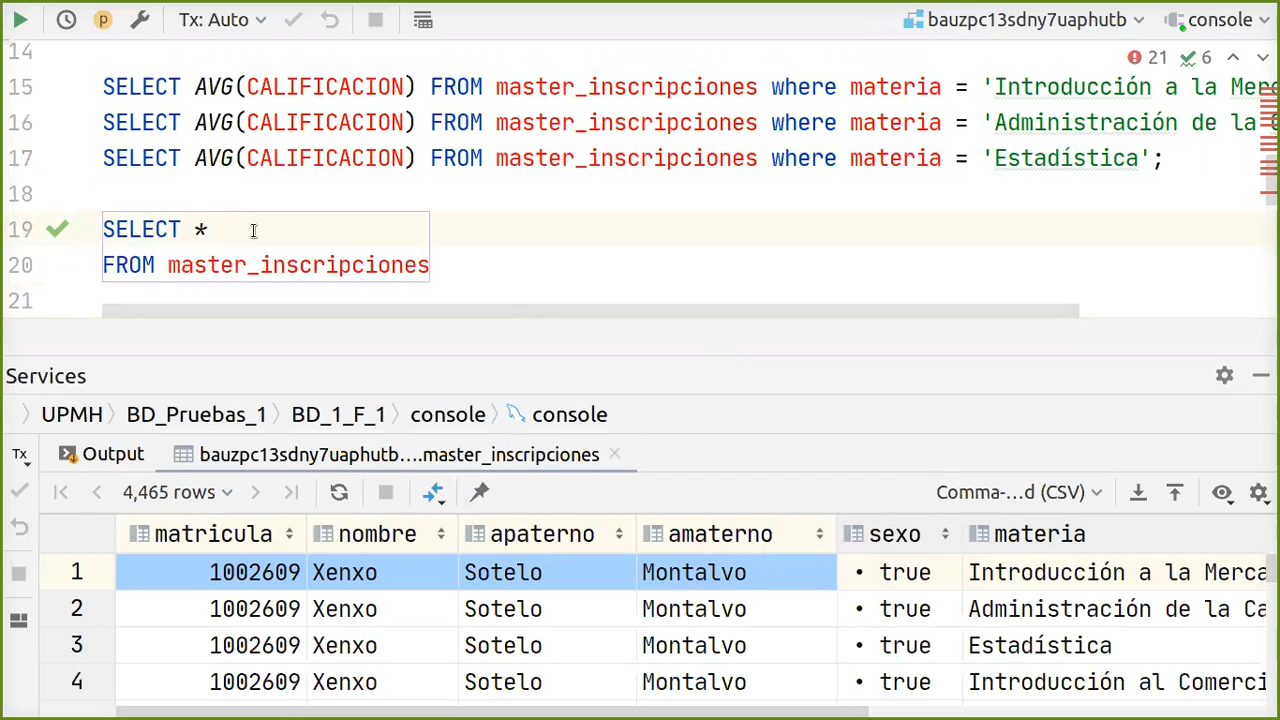 Tx: Auto
bauzpc13sdny7uaphutb
console
14
21 6
15 SELECT AVG(CALIFICACION) FROM master_inscripciones where materia = 'Introducción a la Merc
16 SELECT AVG(CALIFICACION) FROM master_inscripciones where materia = 'Administración de la
17 SELECT AVG(CALIFICACION) FROM master_inscripciones where materia = 'Estadística';
18
19 SELECT *
20 FROM master_inscripciones
21
Services
UPMH BD_Pruebas_1 BD_1_F_1 console console
Tx Output bauzpc13sdny7uaphutb....master_inscripciones
4,465 rows Comma-...d (CSV)
matricula nombre apaterno amaterno sexo materia
1 1002609 Xenxo Sotelo Montalvo • true Introducción a la Merca
2 1002609 Xenxo Sotelo Montalvo • true Administración de la Ca
3 1002609 Xenxo Sotelo Montalvo • true Estadística
4 1002609 Xenxo Sotelo Montalvo • true Introducción al Comerci